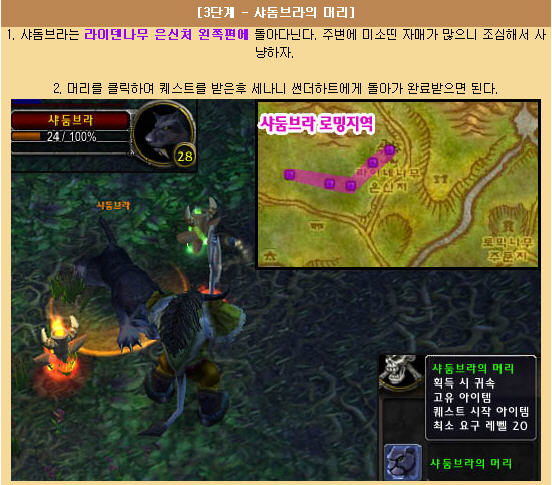 [3단계 - 샤둠브라의 머리]
1. 샤둠브라는 라이덴나무 은신처 왼쪽편에 돌아다닌다. 주변에 미소띤 자매가 많으니 조심해서 사
냥하자.
2. 머리를 클릭하여 퀘스트를 받은후 세나니 썬더하트에게 돌아가 완료받으면 된다.
샤둠브라
24 / 100%
28
샤둠브라
샤둠브라 로밍지역
라이덴나무
은신처
토막나무
주둔지
샤둠브라의 머리
획득 시 귀속
고유 아이템
퀘스트 시작 아이템
최소 요구 레벨 20
샤둠브라의 머리